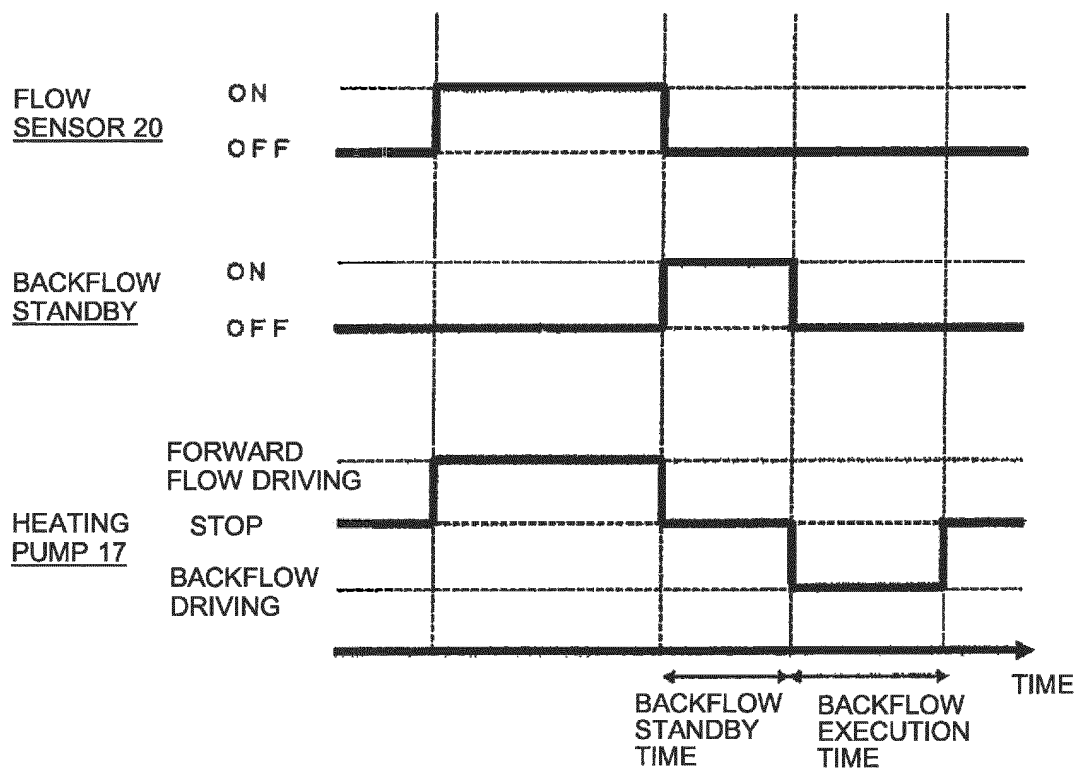 FLOW
SENSOR 20
ON
OFF
BACKFLOW
STANDBY
ON
OFF
HEATING
PUMP 17
FORWARD
FLOW DRIVING
STOP
BACKFLOW
DRIVING
TIME
BACKFLOW
STANDBY
TIME
BACKFLOW
EXECUTION
TIME